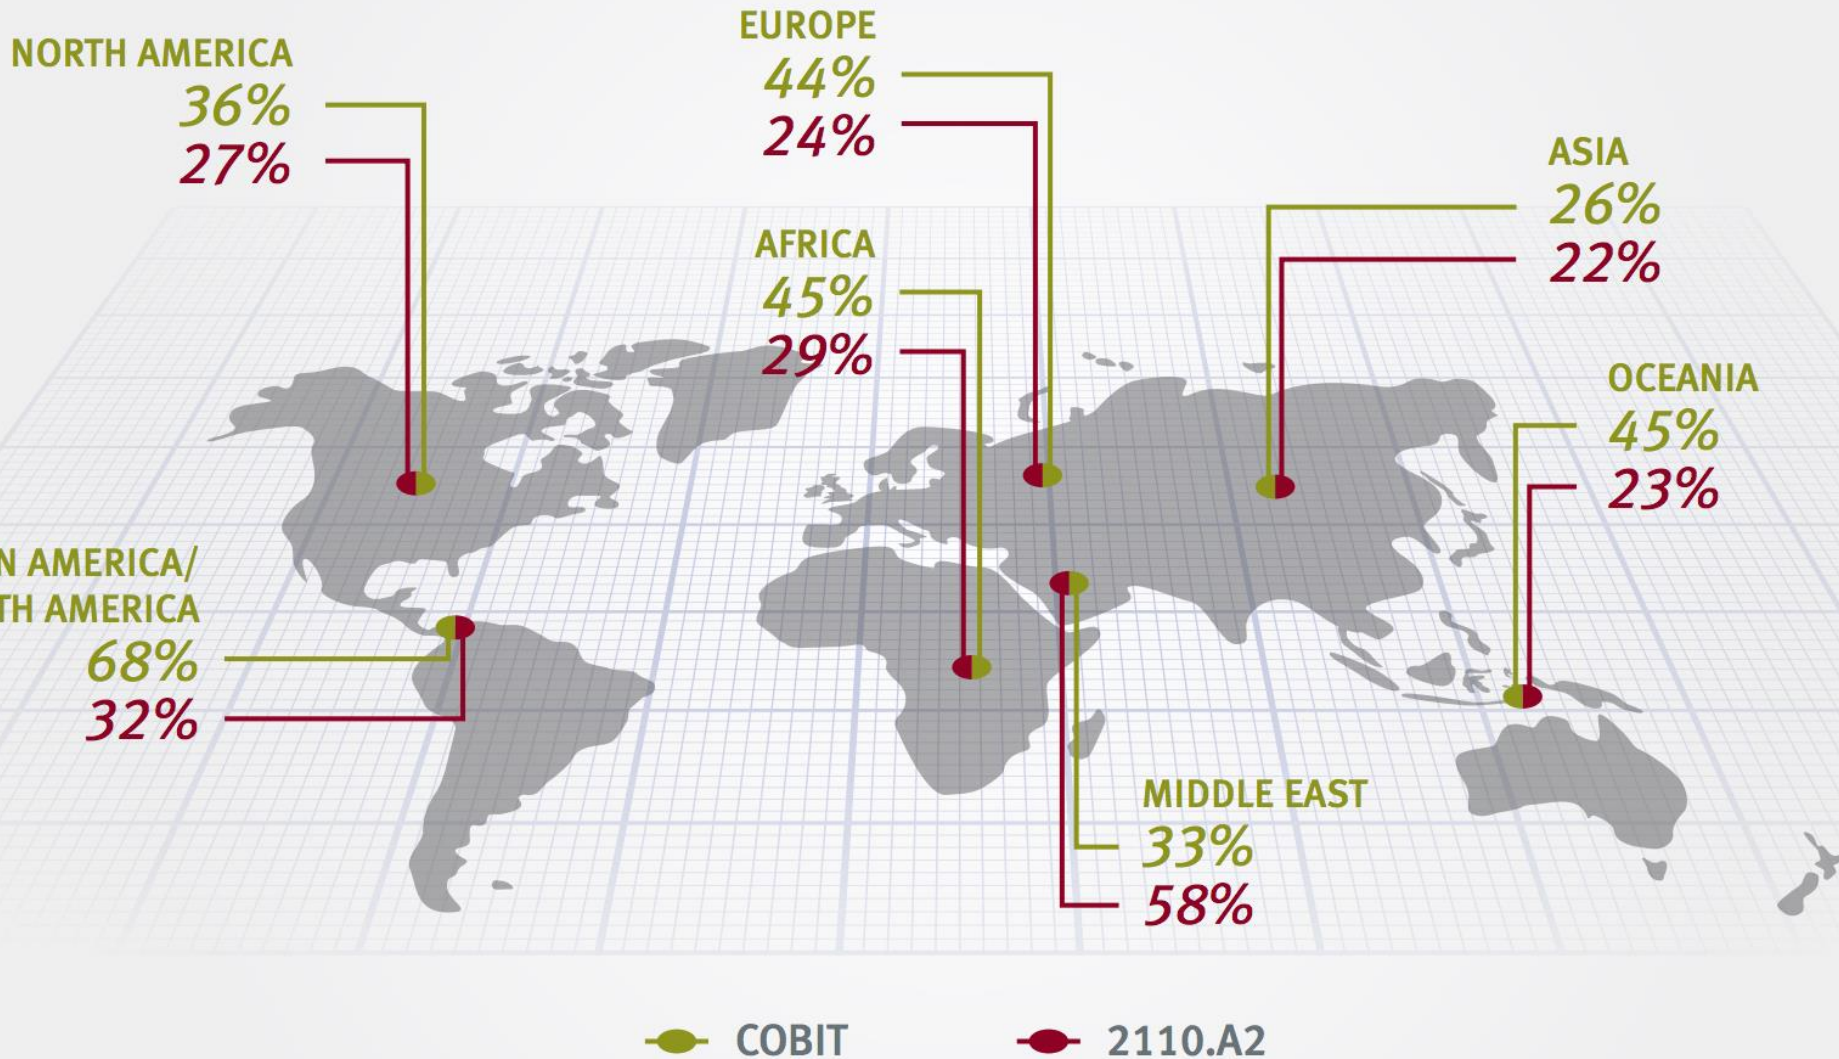 NORTH AMERICA
36%
27%
EUROPE
44%
24%
AFRICA
45%
29%
ASIA
26%
22%
OCEANIA
45%
23%
N AMERICA/
TH AMERICA
68%
32%
MIDDLE EAST
33%
58%
COBIT
2110.A2